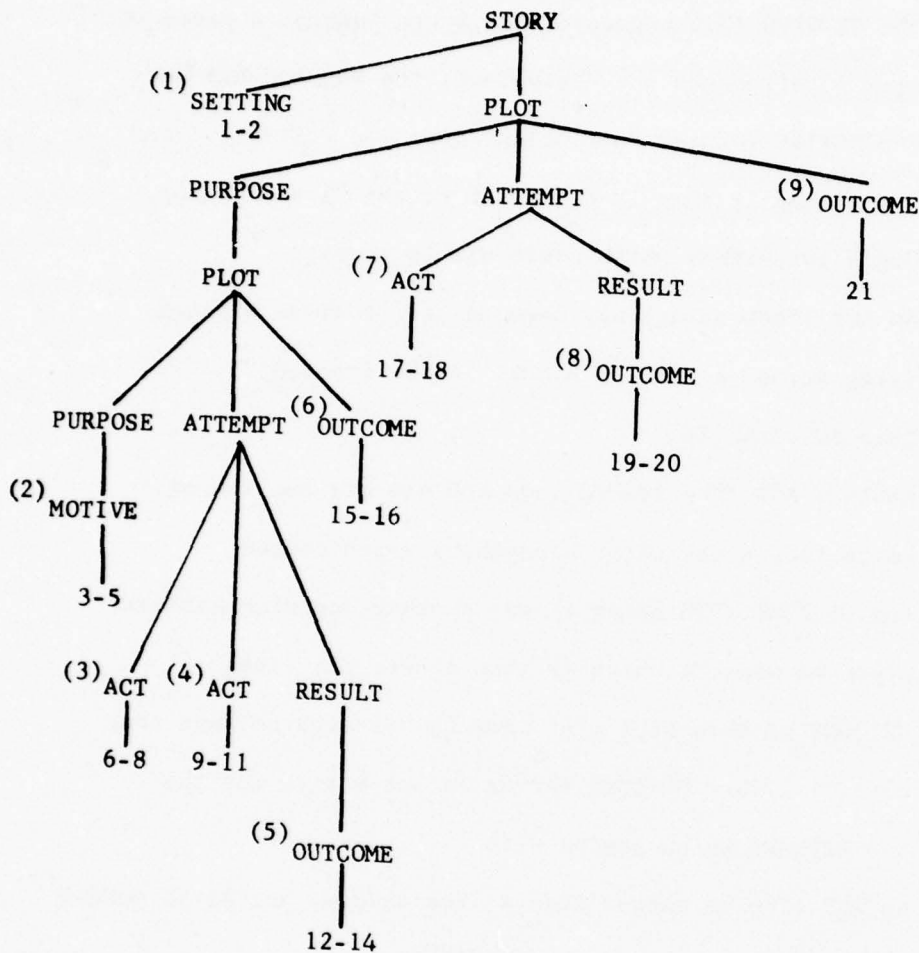 STORY
(1) SETTING
1-2
PLOT
PURPOSE ATTEMPT (9) OUTCOME
PLOT (7) ACT RESULT 21
17-18 (8) OUTCOME
PURPOSE ATTEMPT (6) OUTCOME
19-20
(2) MOTIVE 15-16
3-5
(3) ACT (4) ACT RESULT
6-8 9-11
(5) OUTCOME
12-14